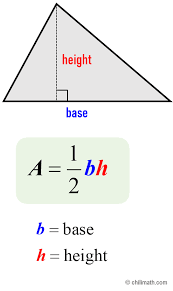 height
base
A = 1/2 bh
b = base
h = height
© chilimath.com